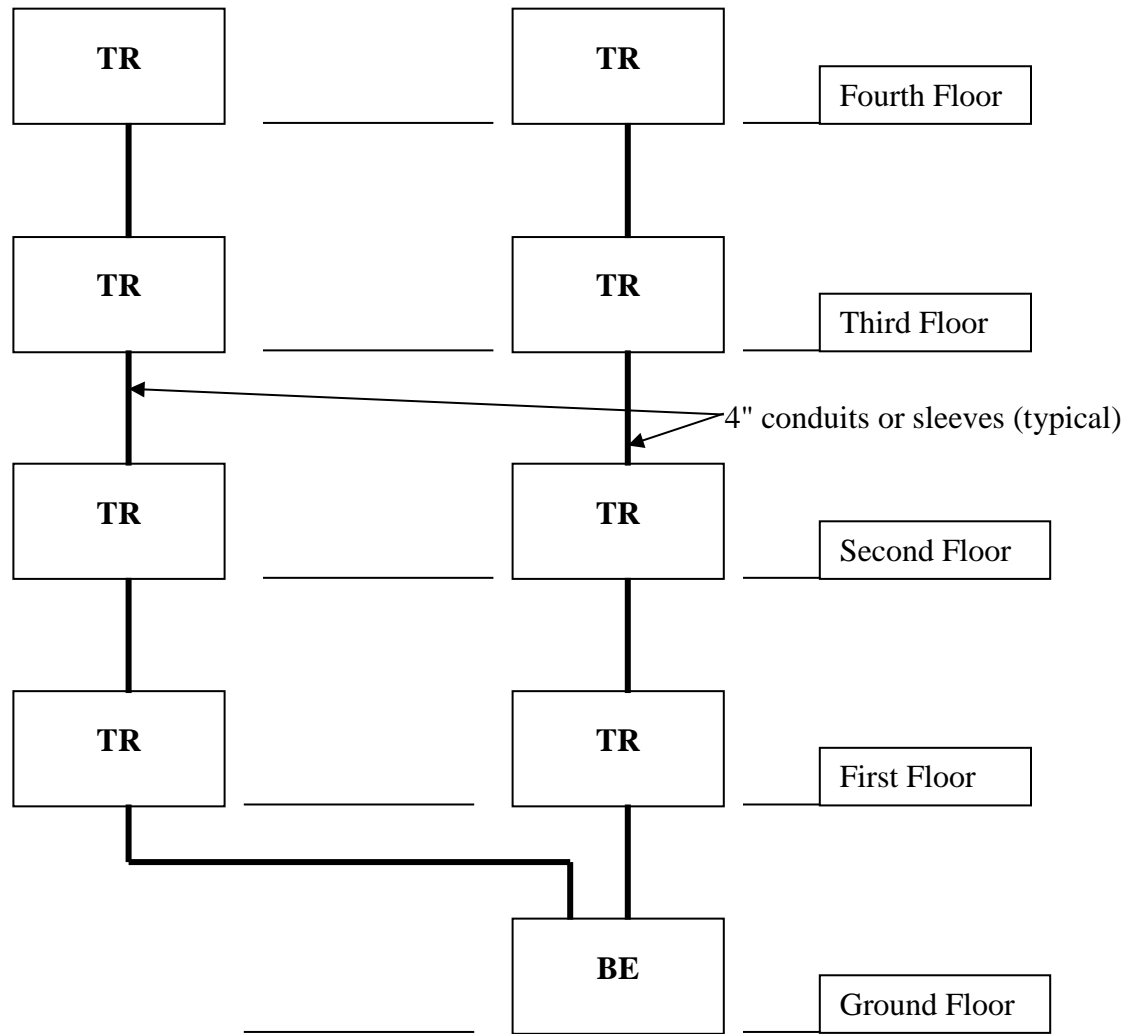 TR
TR
Fourth Floor
TR
TR
Third Floor
4" conduits or sleeves (typical)
TR
TR
Second Floor
TR
TR
First Floor
BE
Ground Floor